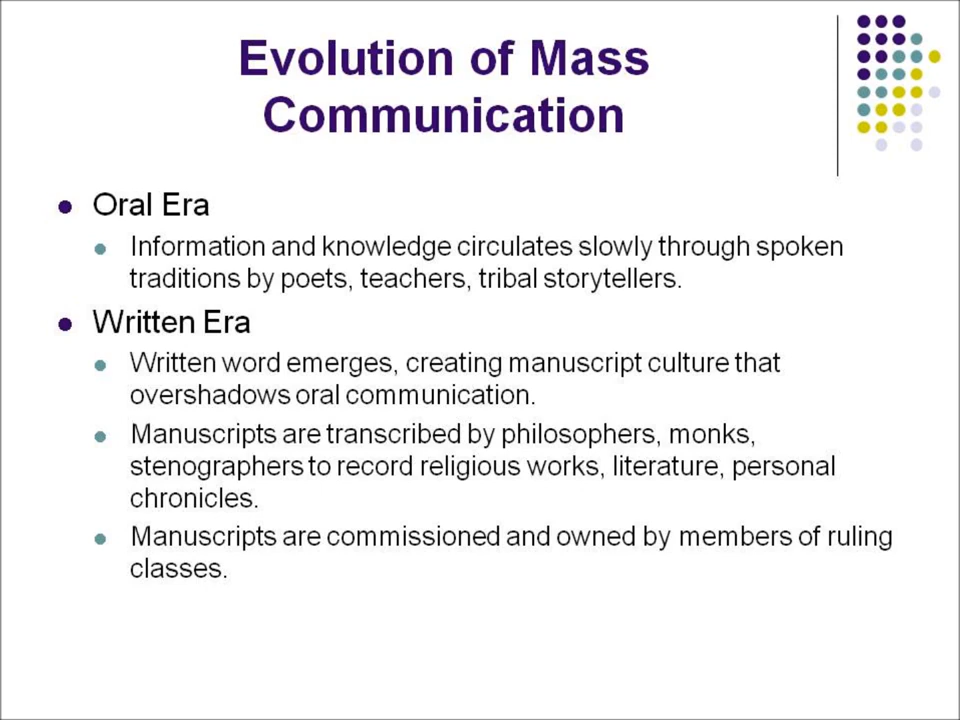 Evolution of Mass
Communication
Oral Era
Information and knowledge circulates slowly through spoken
traditions by poets, teachers, tribal storytellers.
Written Era
Written word emerges, creating manuscript culture that
overshadows oral communication.
Manuscripts are transcribed by philosophers, monks,
stenographers to record religious works, literature, personal
chronicles.
Manuscripts are commissioned and owned by members of ruling
classes.